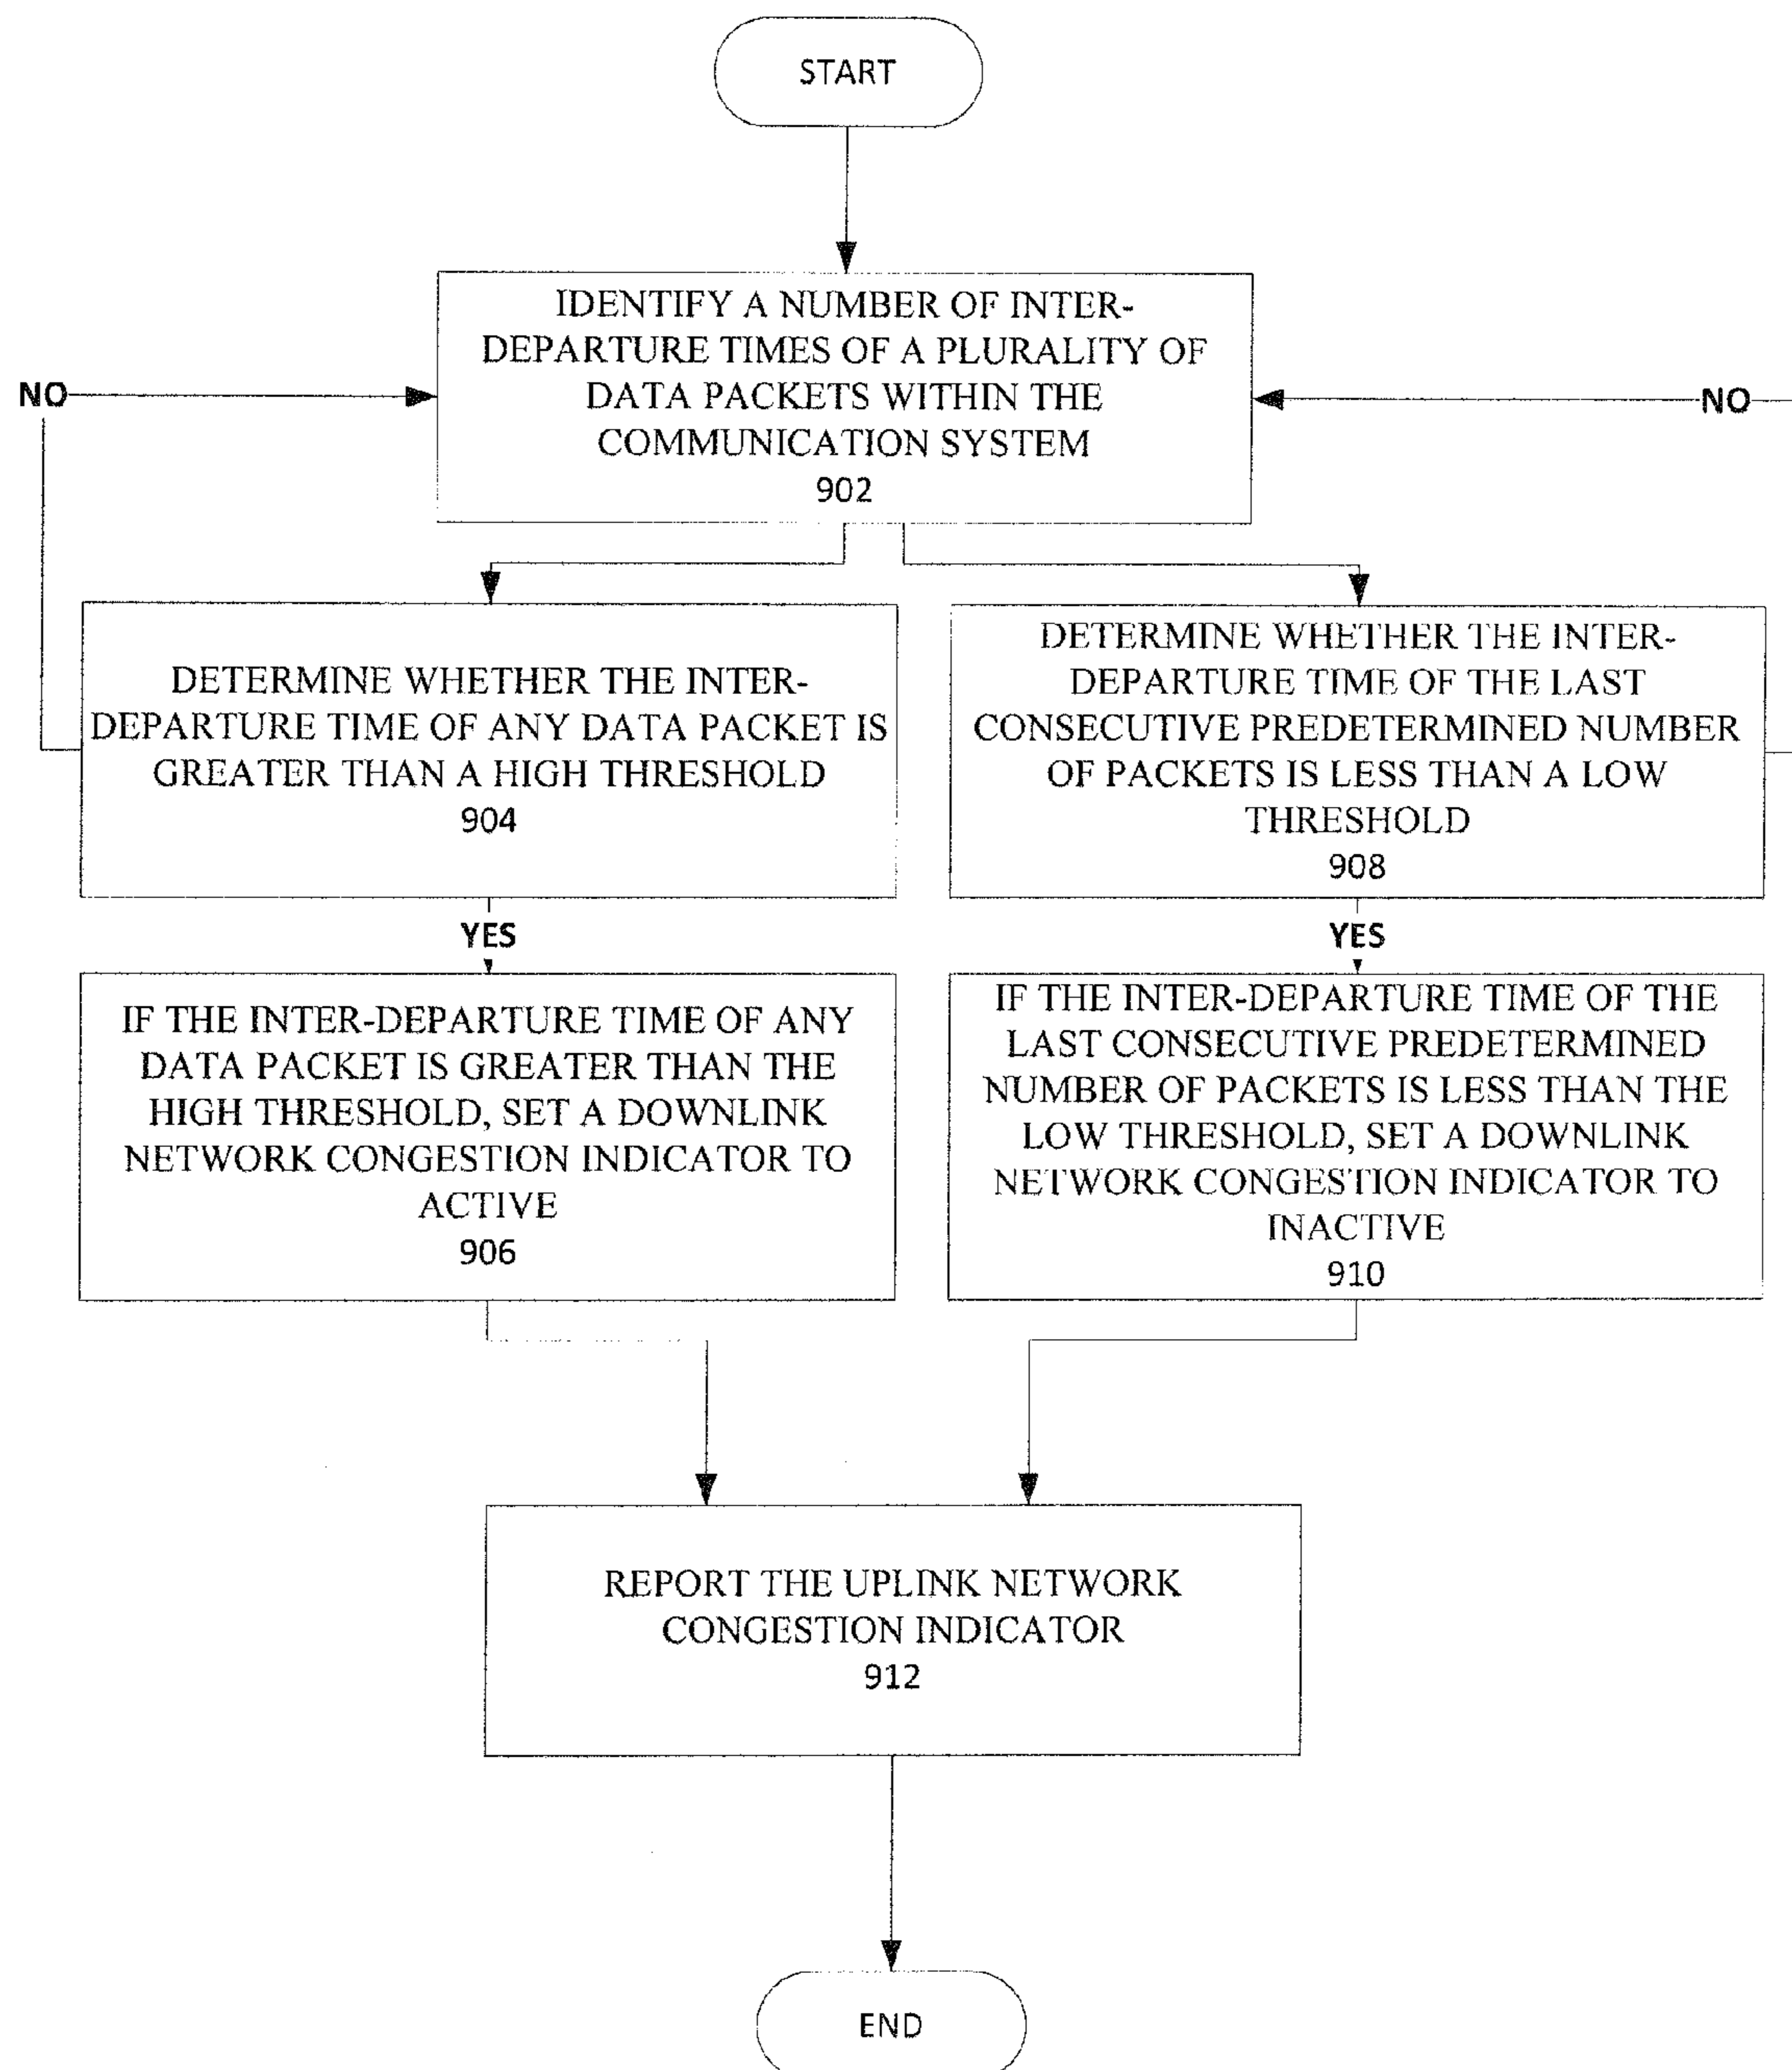 START
IDENTIFY A NUMBER OF INTER-
DEPARTURE TIMES OF A PLURALITY OF
DATA PACKETS WITHIN THE
COMMUNICATION SYSTEM
902
NO
NO
DETERMINE WHETHER THE INTER-
DEPARTURE TIME OF ANY DATA PACKET IS
GREATER THAN A HIGH THRESHOLD
904
DETERMINE WHETHER THE INTER-
DEPARTURE TIME OF THE LAST
CONSECUTIVE PREDETERMINED NUMBER
OF PACKETS IS LESS THAN A LOW
THRESHOLD
908
YES
YES
IF THE INTER-DEPARTURE TIME OF ANY
DATA PACKET IS GREATER THAN THE
HIGH THRESHOLD, SET A DOWNLINK
NETWORK CONGESTION INDICATOR TO
ACTIVE
906
IF THE INTER-DEPARTURE TIME OF THE
LAST CONSECUTIVE PREDETERMINED
NUMBER OF PACKETS IS LESS THAN THE
LOW THRESHOLD, SET A DOWNLINK
NETWORK CONGESTION INDICATOR TO
INACTIVE
910
REPORT THE UPLINK NETWORK
CONGESTION INDICATOR
912
END